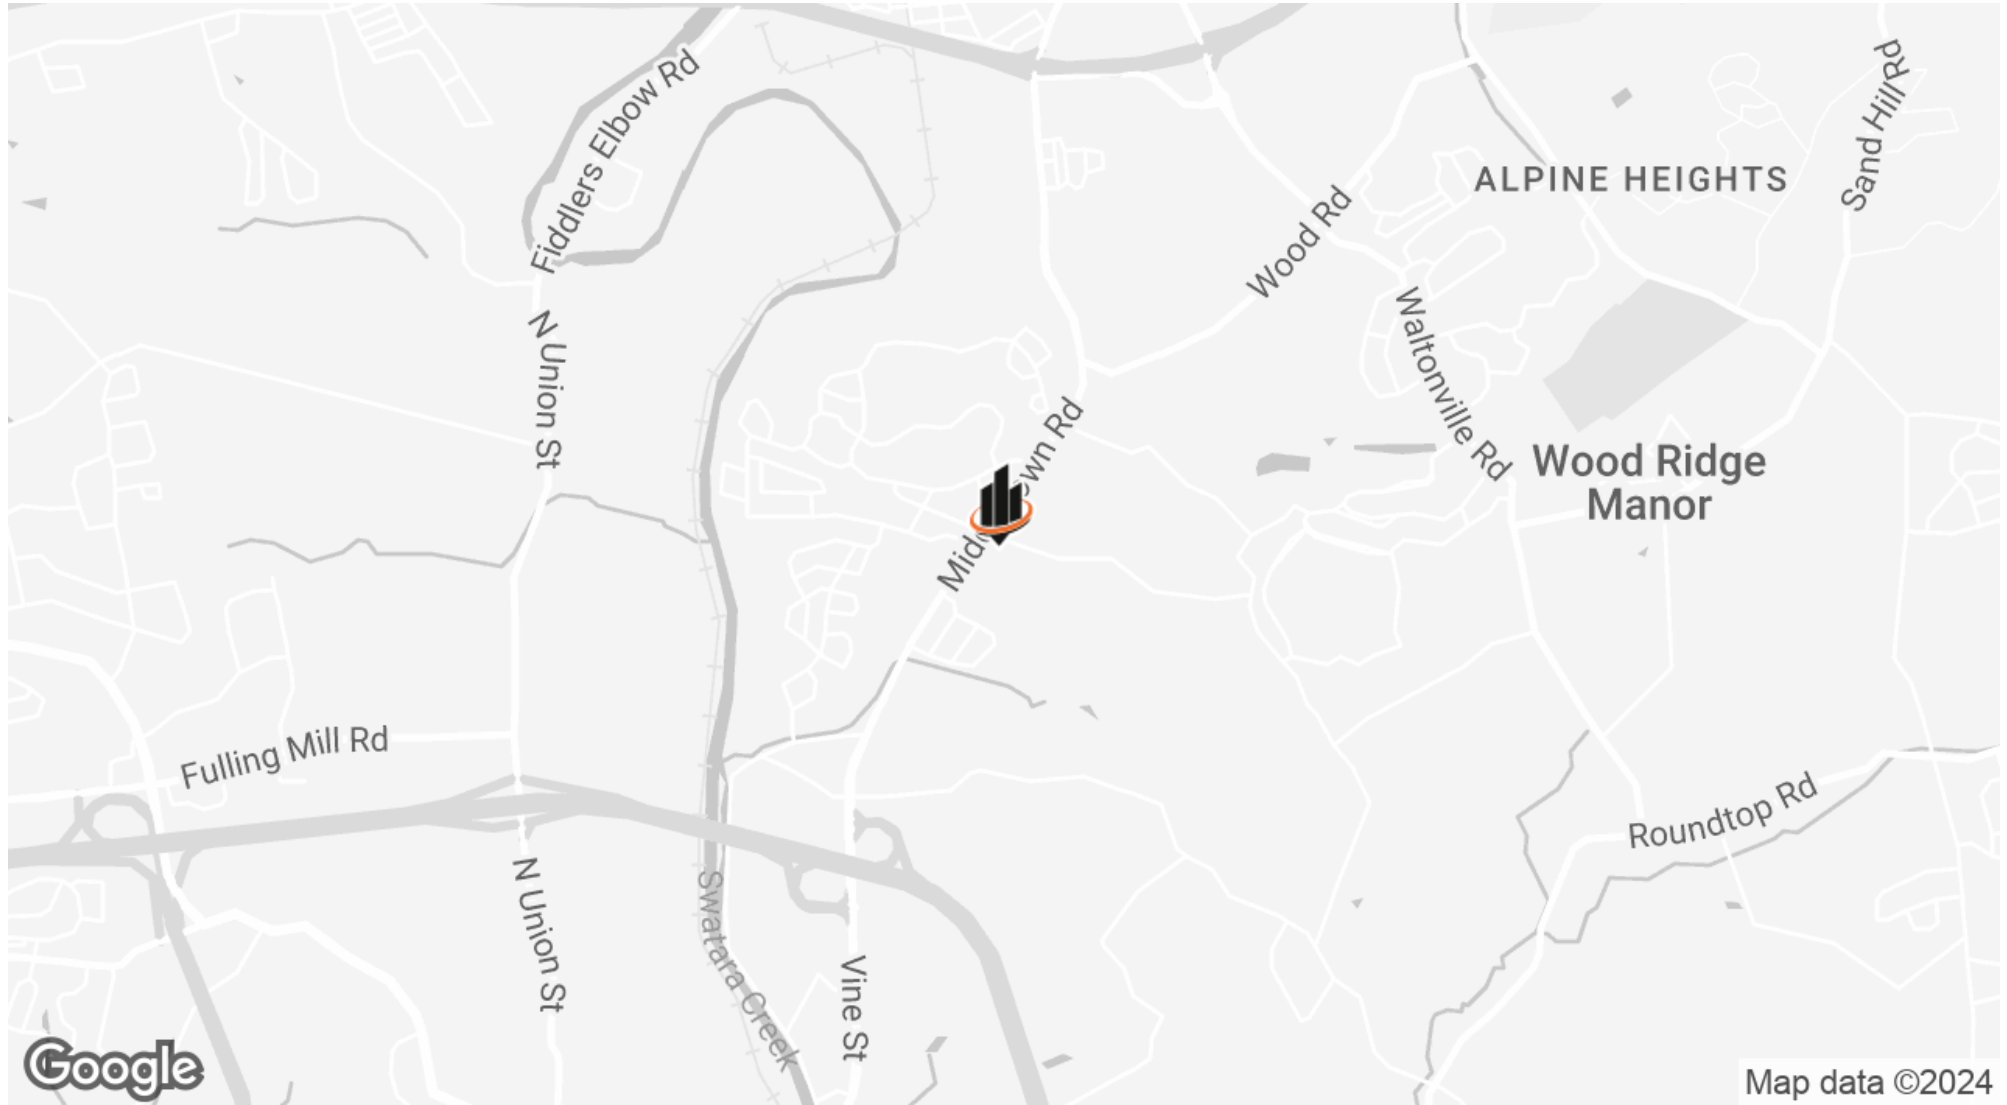 Fiddlers Elbow Rd
Sand Hill Rd
ALPINE HEIGHTS
Wood Rd
N Union St
Waltonville Rd
Wood Ridge
Manor
Fulling Mill Rd
Roundtop Rd
N Union St
Swatara Creek
Vine St
Google
Map data ©2024